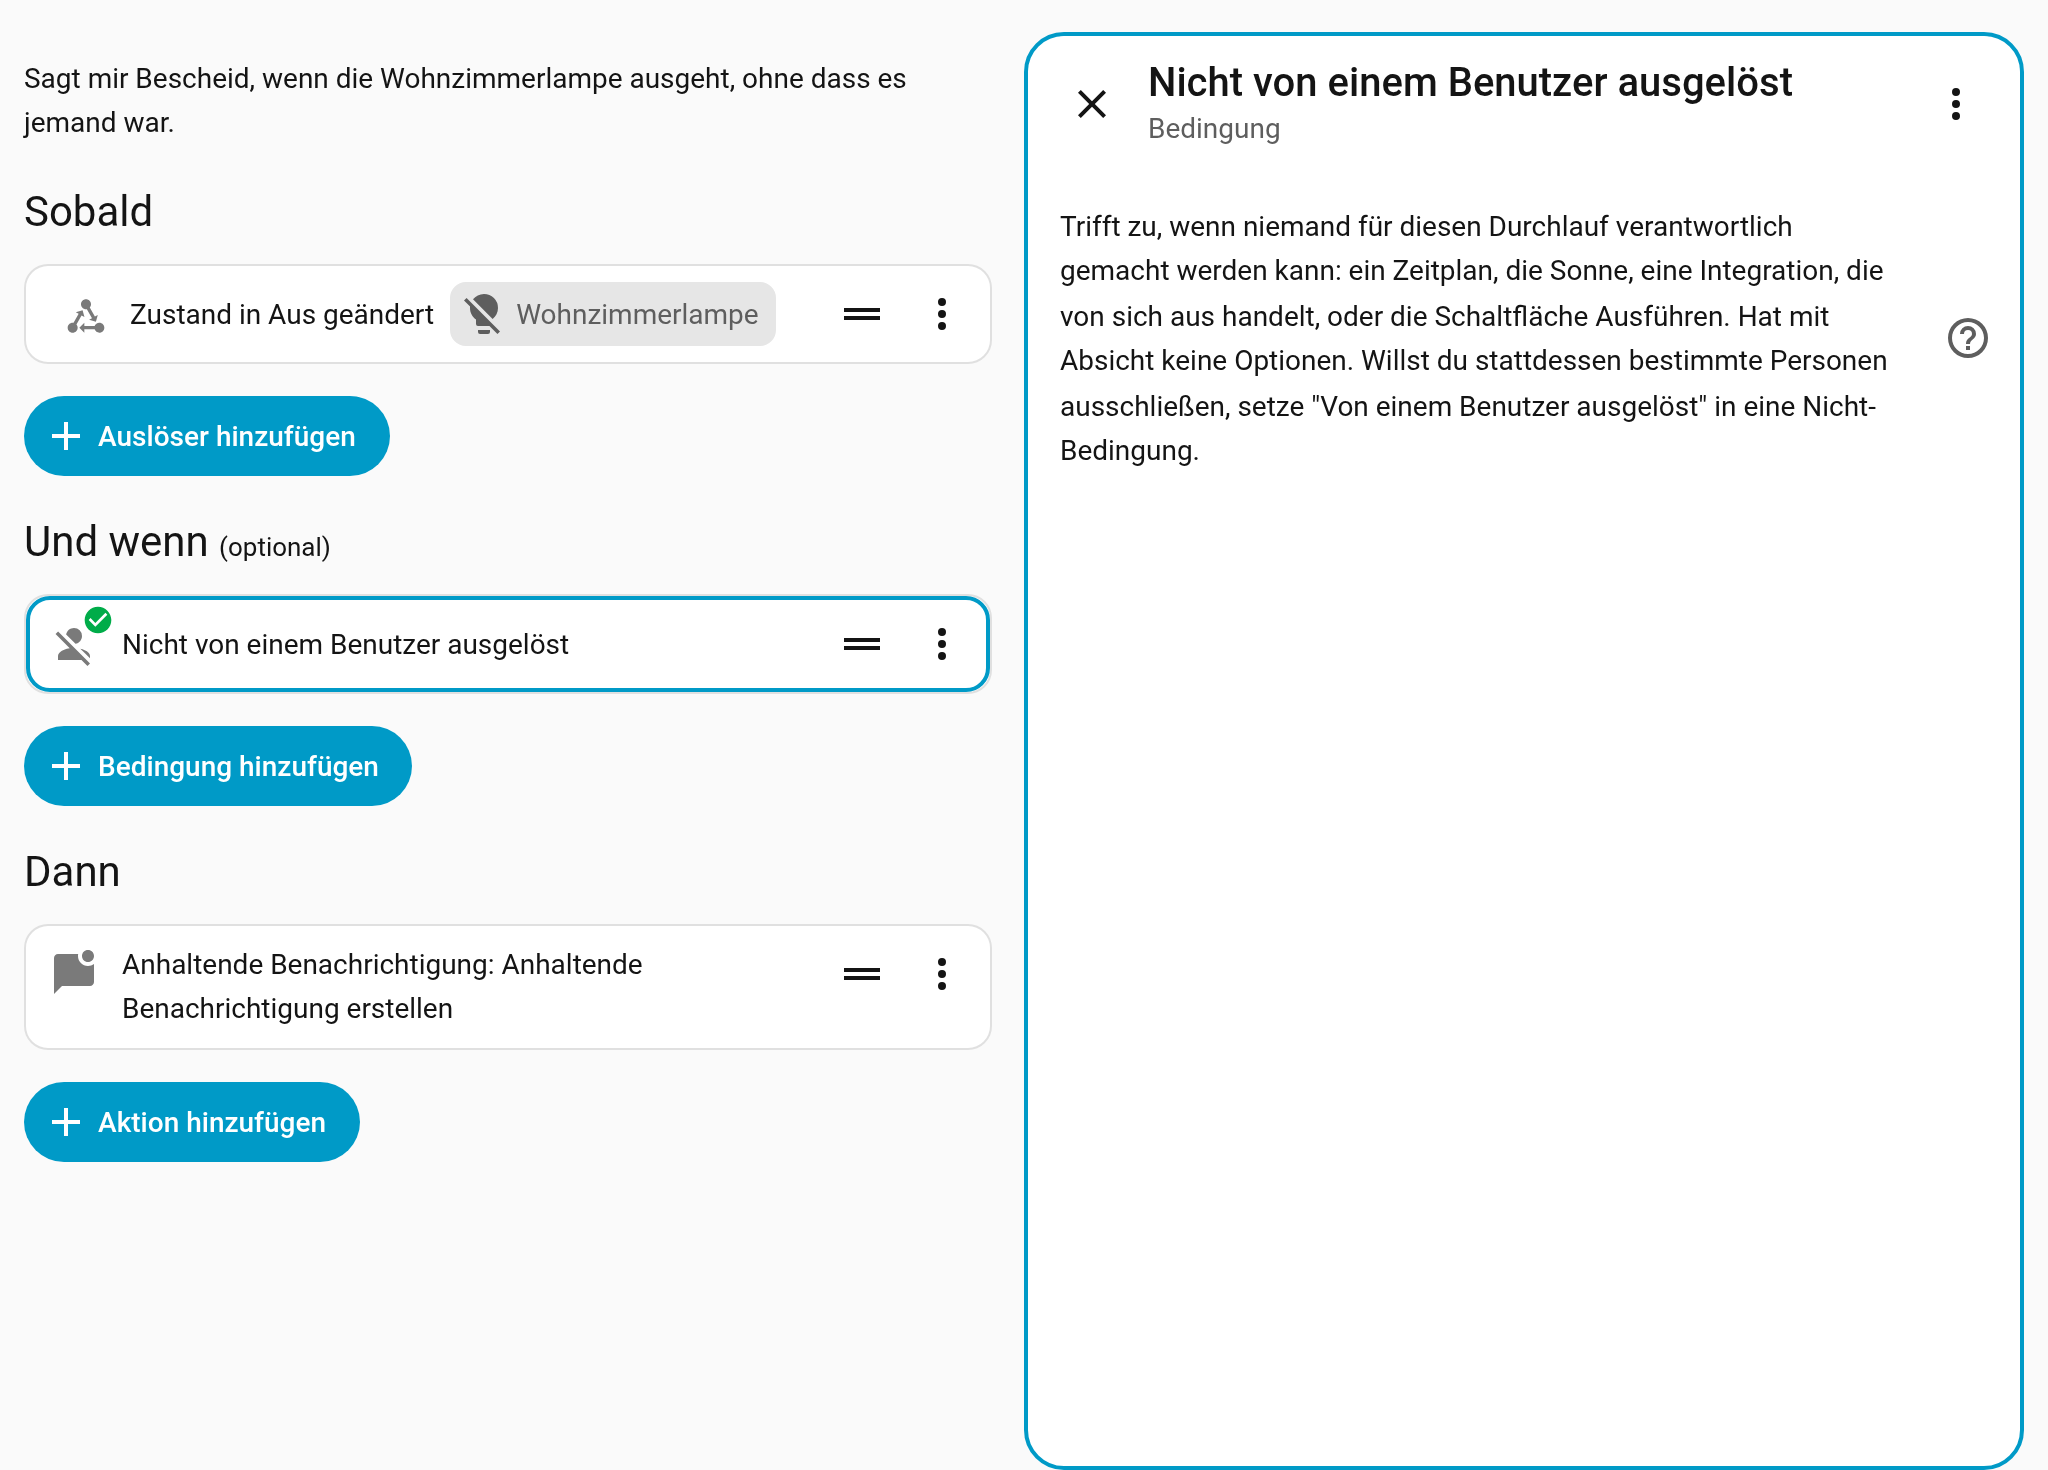 Sagt mir Bescheid, wenn die Wohnzimmerlampe ausgeht, ohne dass es
jemand war.
Sobald
Zustand in Aus geändert Wohnzimmerlampe
Auslöser hinzufügen
Und wenn (optional)
Nicht von einem Benutzer ausgelöst
Bedingung hinzufügen
Dann
Anhaltende Benachrichtigung: Anhaltende
Benachrichtigung erstellen
Aktion hinzufügen
Nicht von einem Benutzer ausgelöst
Bedingung
Trifft zu, wenn niemand für diesen Durchlauf verantwortlich
gemacht werden kann: ein Zeitplan, die Sonne, eine Integration, die
von sich aus handelt, oder die Schaltfläche Ausführen. Hat mit
Absicht keine Optionen. Willst du stattdessen bestimmte Personen
ausschließen, setze "Von einem Benutzer ausgelöst" in eine Nicht-
Bedingung.